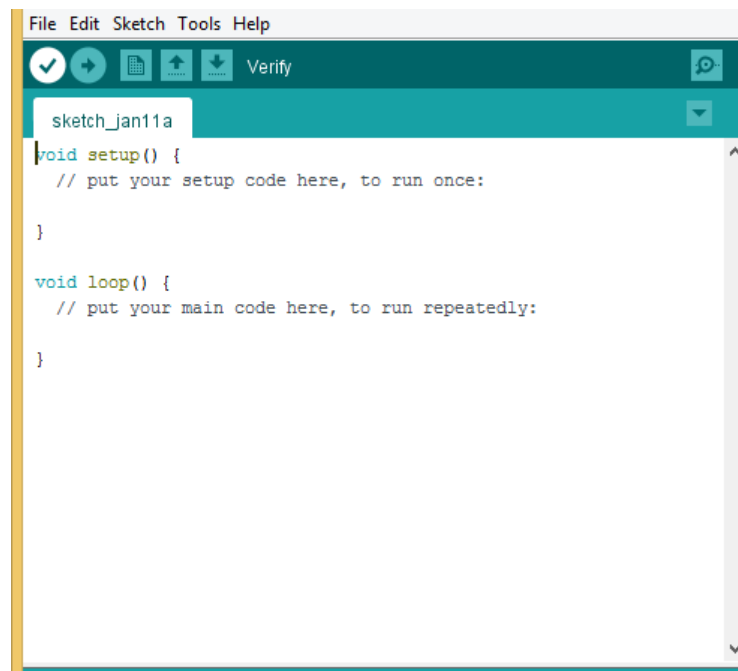 File Edit Sketch Tools Help
Verify
sketch_jan11a
void setup() {
  // put your setup code here, to run once:
}
void loop() {
  // put your main code here, to run repeatedly:
}